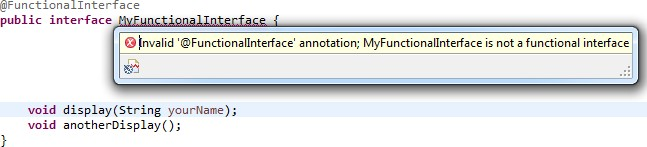 @FunctionalInterface
public interface MyFunctionalInterface {
Invalid '@FunctionalInterface' annotation; MyFunctionalInterface is not a functional interface
void display(String yourName);
void anotherDisplay();
}